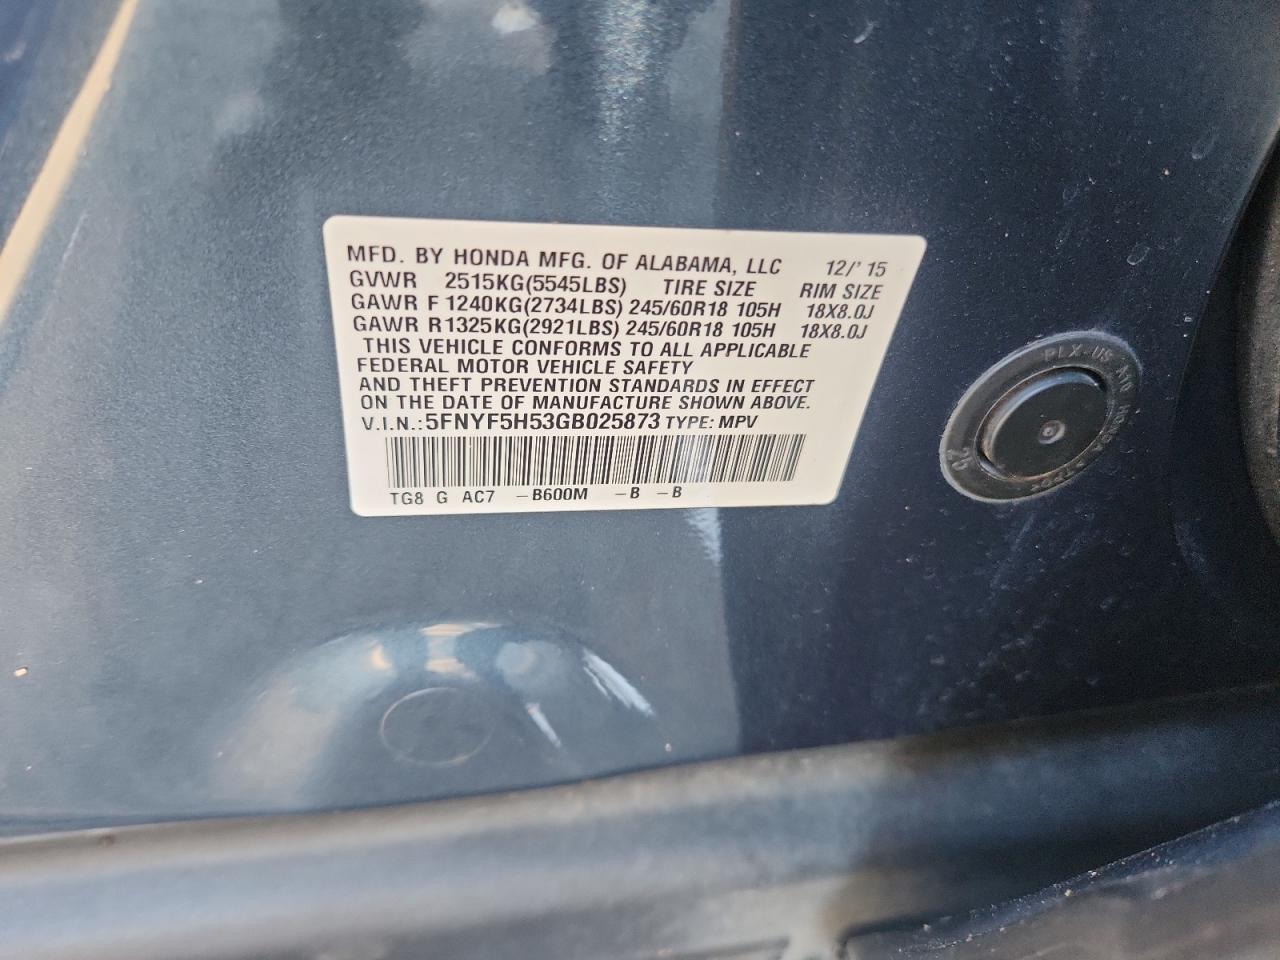 MFD. BY HONDA MFG. OF ALABAMA, LLC 12/'15
GVWR 2515KG(5545LBS) TIRE SIZE RIM SIZE
GAWR F 1240KG(2734LBS) 245/60R18 105H 18X8.0J
GAWR R 1325KG(2921LBS) 245/60R18 105H 18X8.0J
THIS VEHICLE CONFORMS TO ALL APPLICABLE
FEDERAL MOTOR VEHICLE SAFETY
AND THEFT PREVENTION STANDARDS IN EFFECT
ON THE DATE OF MANUFACTURE SHOWN ABOVE.
V.I.N.:5FNYF5H53GB025873 TYPE: MPV
TG8 G AC7 -B600M -B -B
PLX-US